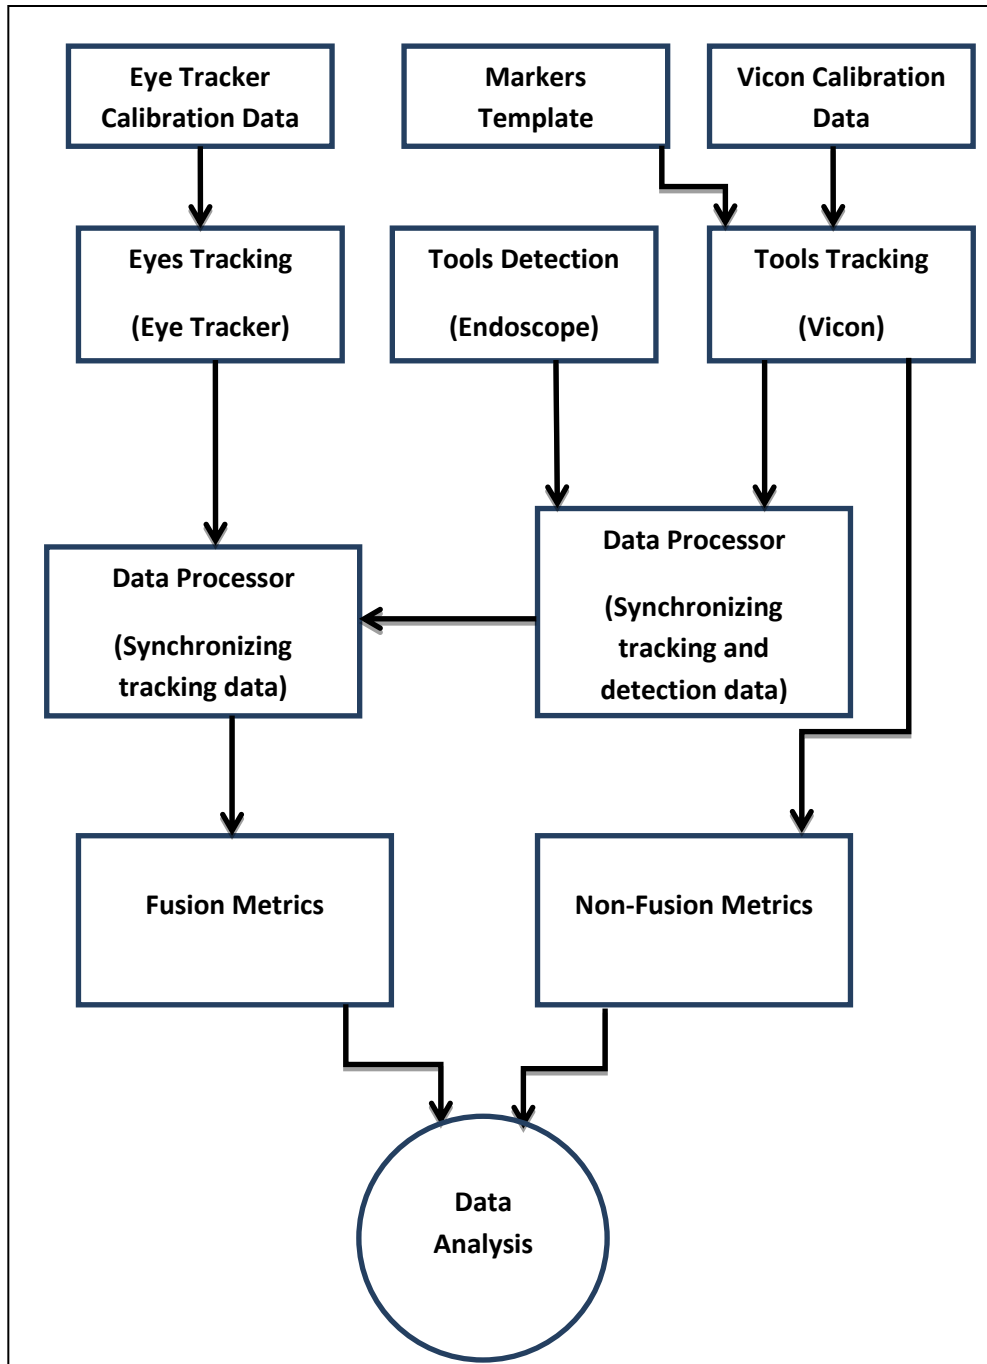 Eye Tracker
Calibration Data
Markers
Template
Vicon Calibration
Data
Eyes Tracking
(Eye Tracker)
Tools Detection
(Endoscope)
Tools Tracking
(Vicon)
Data Processor
(Synchronizing
tracking data)
Data Processor
(Synchronizing
tracking and
detection data)
Fusion Metrics
Non-Fusion Metrics
Data
Analysis